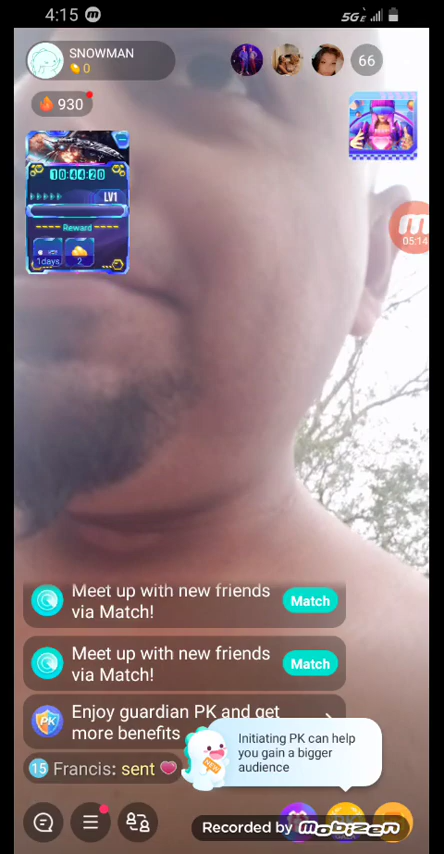 4:15
5G E
SNOWMAN
0
66
930
10:44:20
LV1
Reward
1days
2
05:14
Meet up with new friends
via Match!
Match
Meet up with new friends
via Match!
Match
Enjoy guardian PK and get
more benefits
PK
Initiating PK can help
you gain a bigger
audience
NEW
15 Francis: sent
Recorded by Mobizen